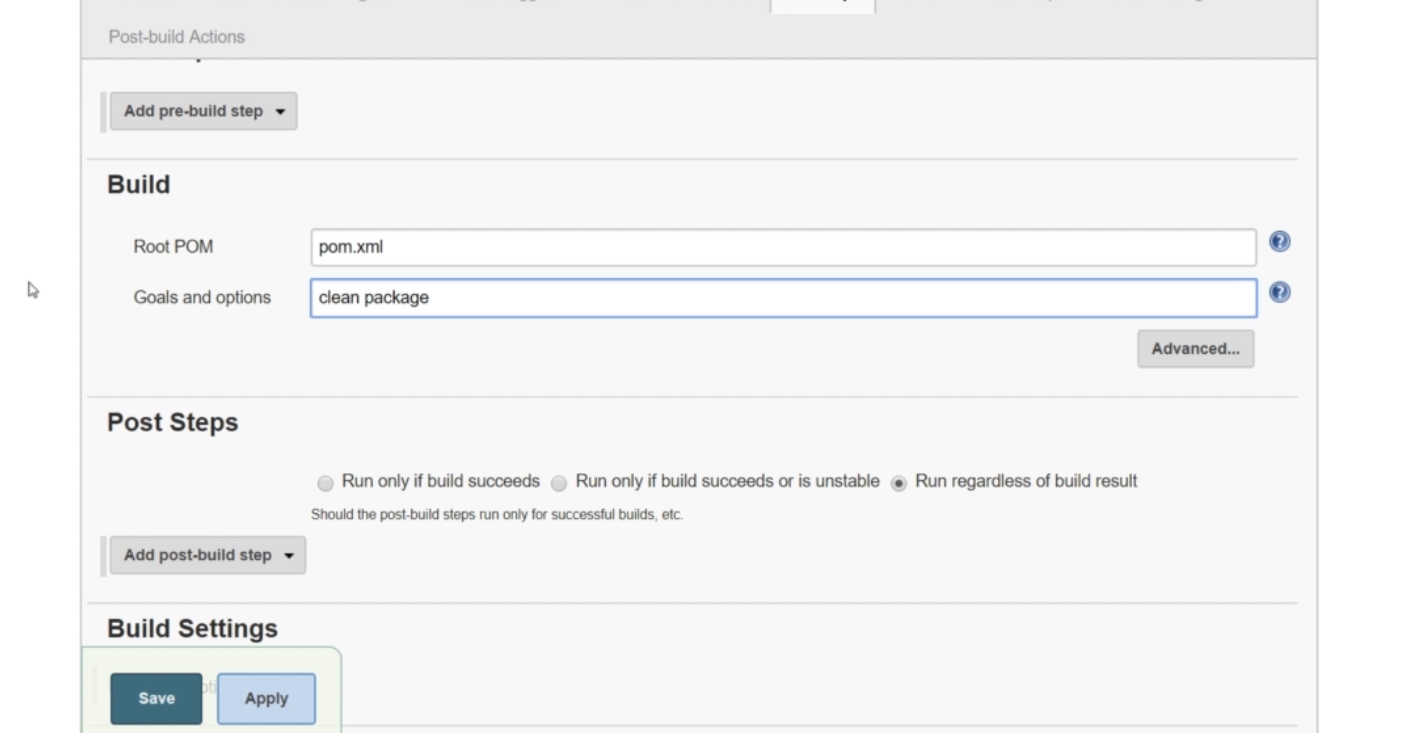 Post-build Actions
Add pre-build step
Build
Root POM pom.xml
Goals and options clean package
Advanced...
Post Steps
Run only if build succeeds Run only if build succeeds or is unstable Run regardless of build result
Should the post-build steps run only for successful builds, etc.
Add post-build step
Build Settings
Save Apply